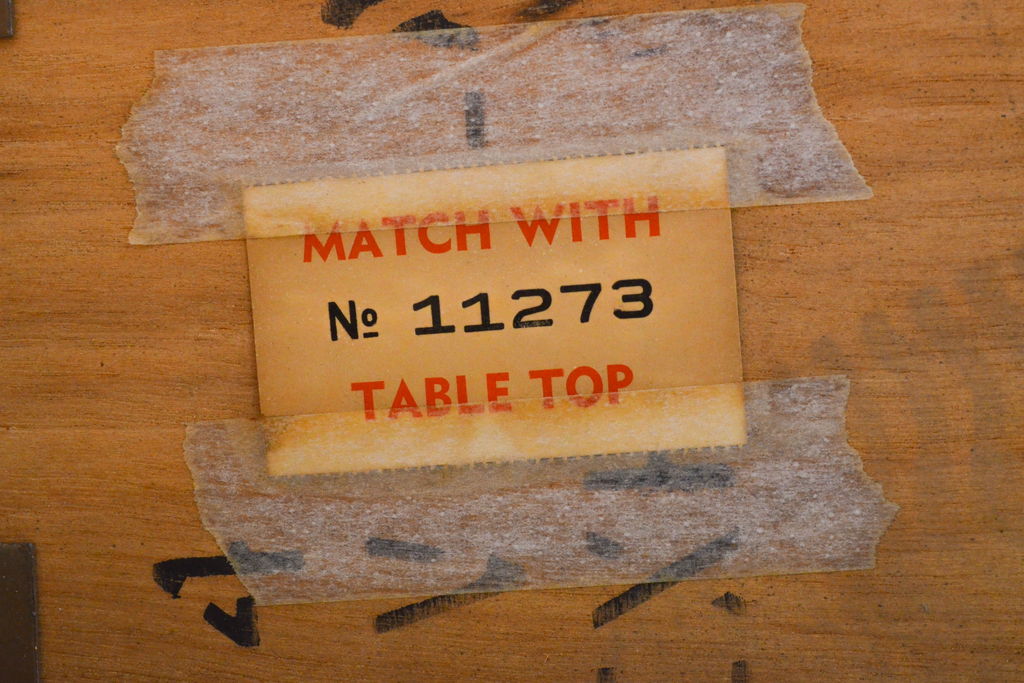 MATCH WITH
№ 11273
TABLE TOP